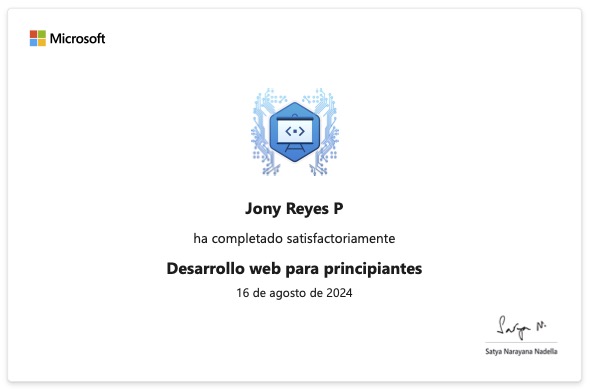 Microsoft
Jony Reyes P
ha completado satisfactoriamente
Desarrollo web para principiantes
16 de agosto de 2024
Satya N.
Satya Narayana Nadella